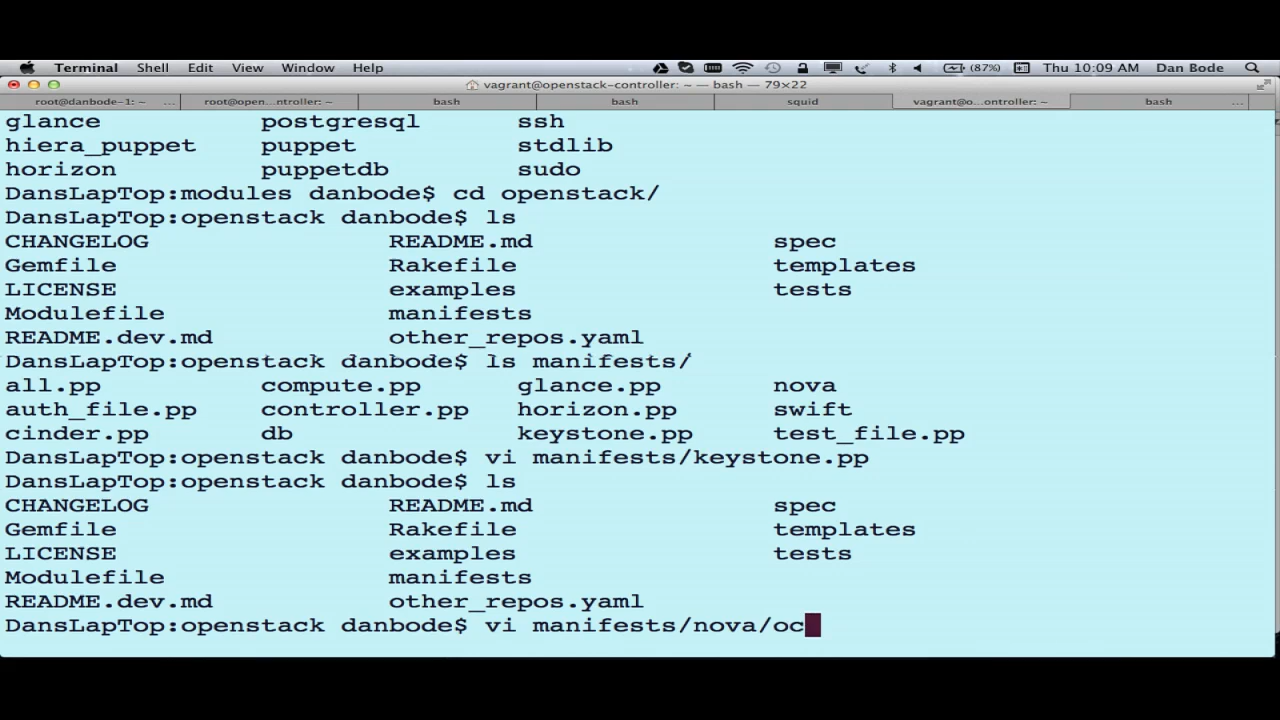 Terminal Shell Edit View Window Help (87%) Thu 10:09 AM Dan Bode
vagrant@openstack-controller: ~ — bash — 79×22
root@danbode-1: ~ ... root@open...ntroller: ~ bash bash squid vagrant@o...ontroller: ~ bash ...
glance postgresql ssh
hiera_puppet puppet stdlib
horizon puppetdb sudo
DansLapTop:modules danbode$ cd openstack/
DansLapTop:openstack danbode$ ls
CHANGELOG README.md spec
Gemfile Rakefile templates
LICENSE examples tests
Modulefile manifests
README.dev.md other_repos.yaml
DansLapTop:openstack danbode$ ls manifests/
all.pp compute.pp glance.pp nova
auth_file.pp controller.pp horizon.pp swift
cinder.pp db keystone.pp test_file.pp
DansLapTop:openstack danbode$ vi manifests/keystone.pp
DansLapTop:openstack danbode$ ls
CHANGELOG README.md spec
Gemfile Rakefile templates
LICENSE examples tests
Modulefile manifests
README.dev.md other_repos.yaml
DansLapTop:openstack danbode$ vi manifests/nova/oc